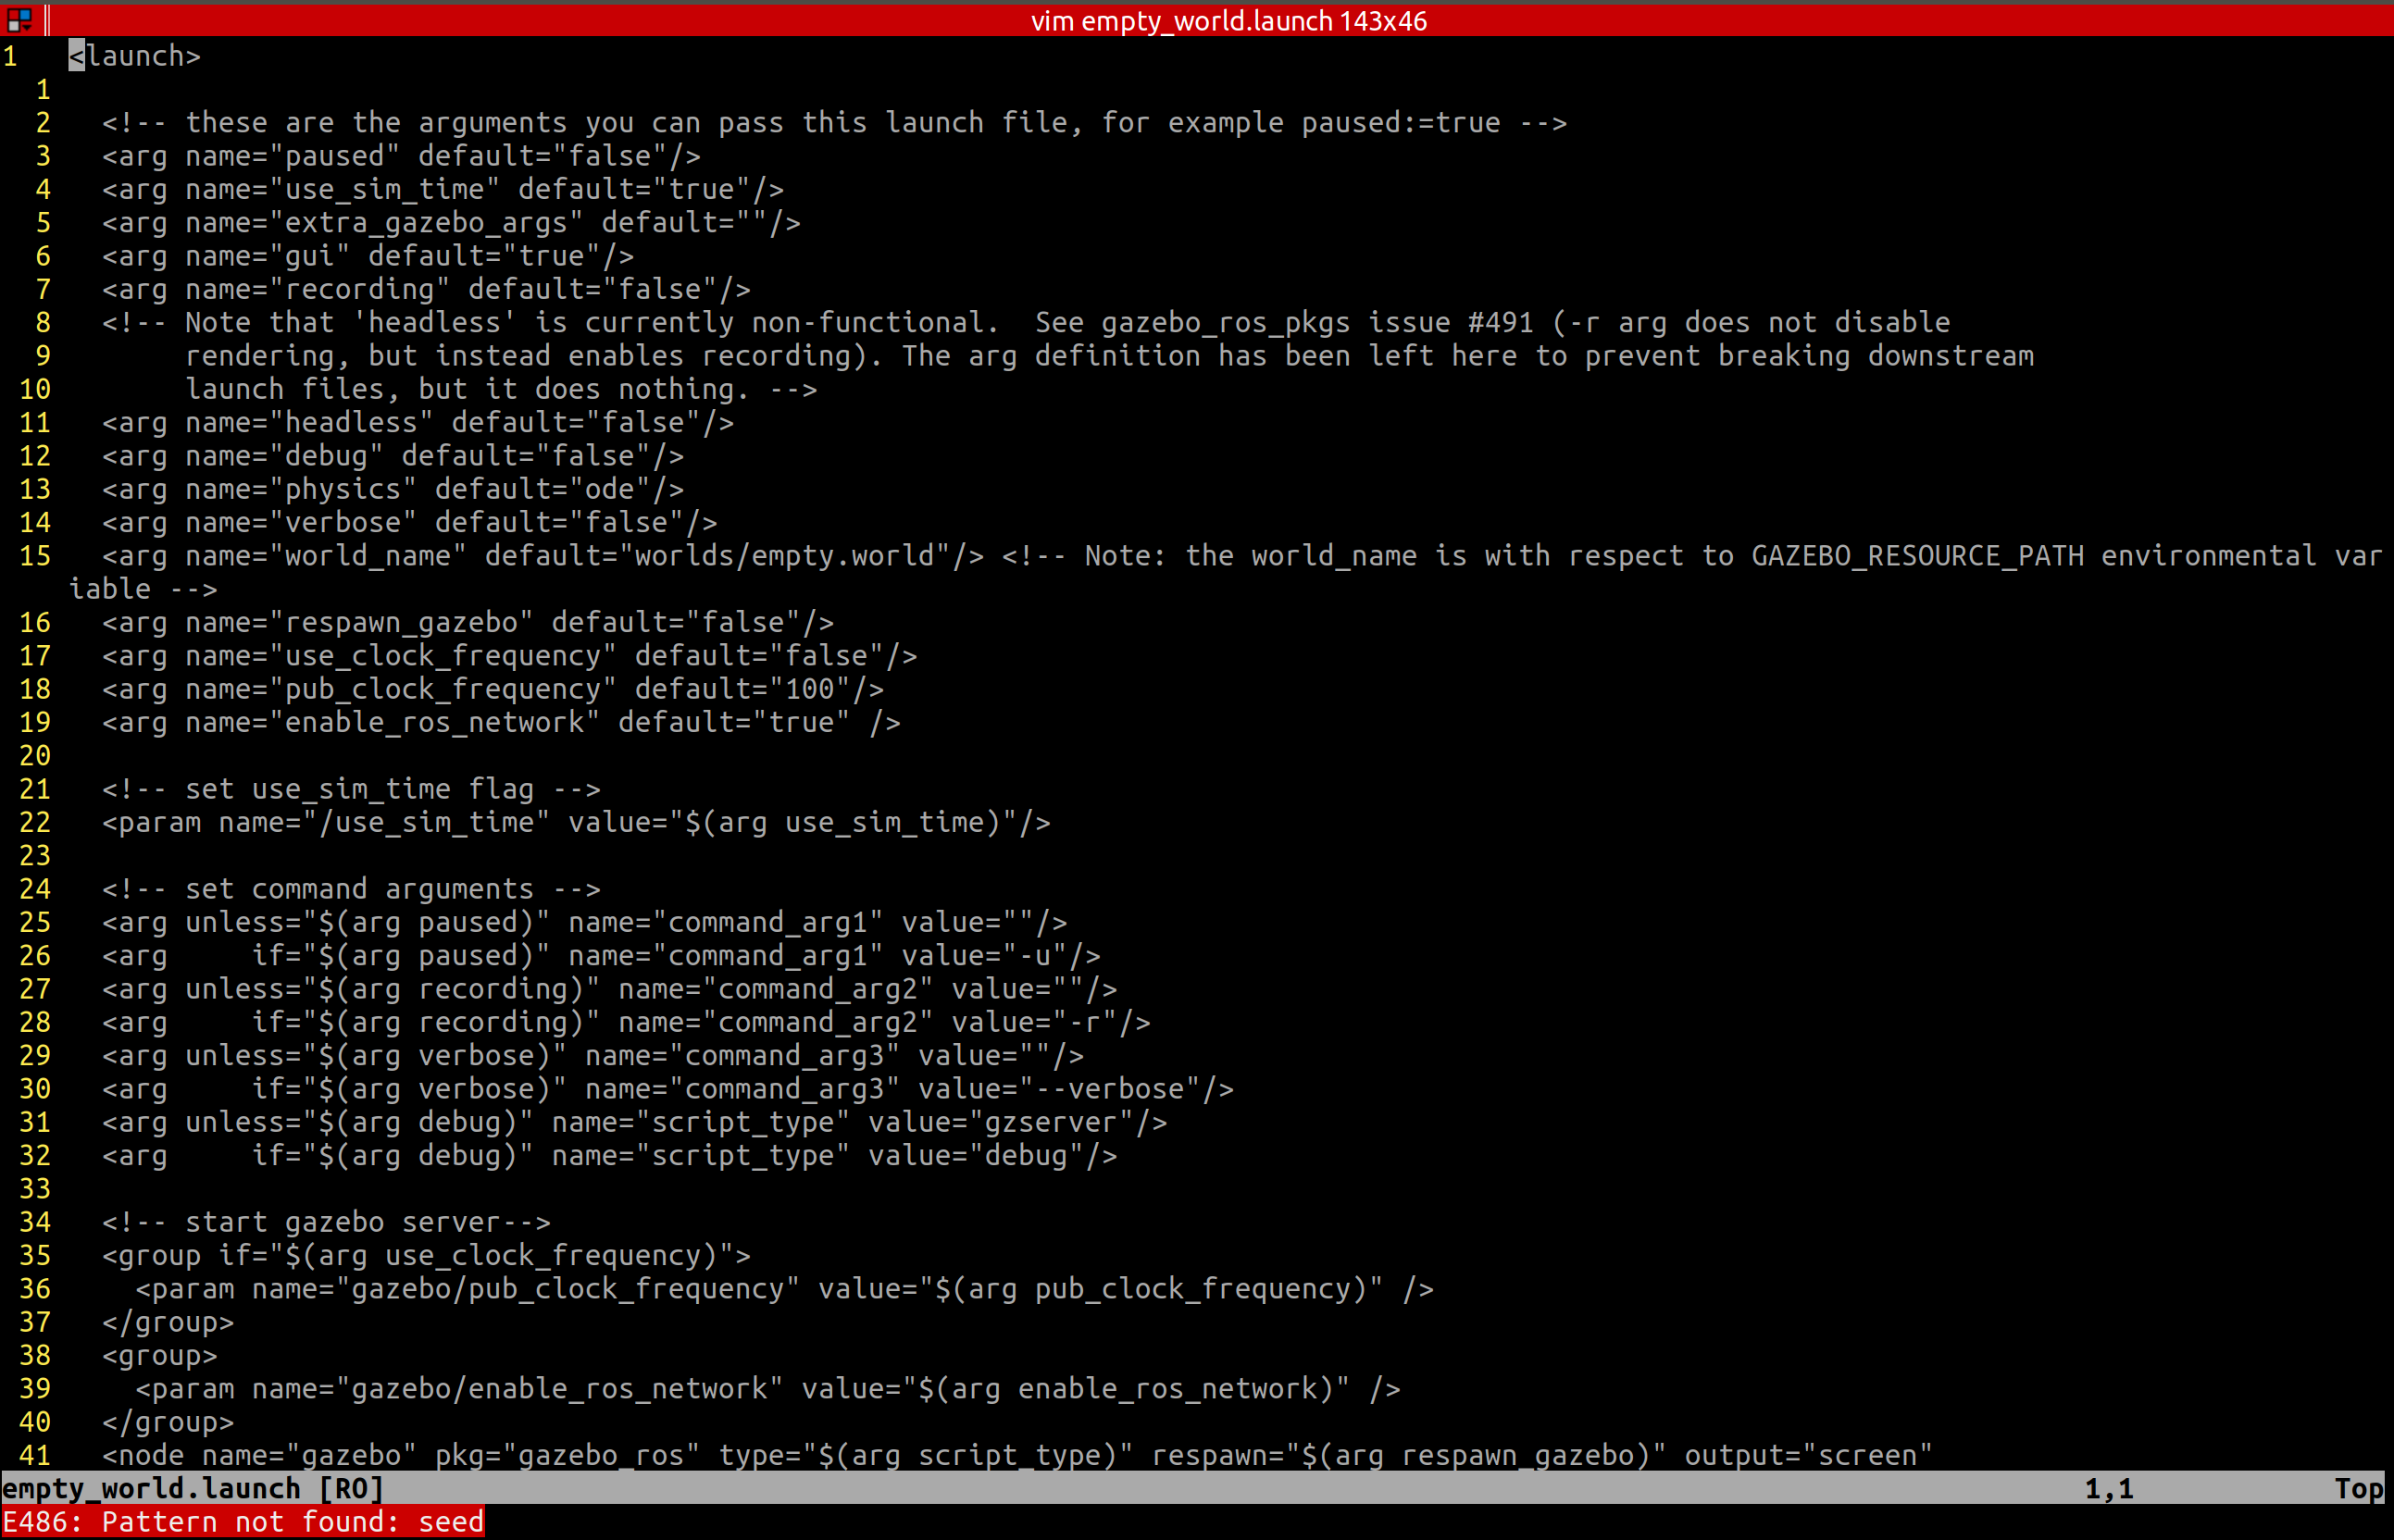 vim empty_world.launch 143x46
1   <launch>
  1
  2   <!-- these are the arguments you can pass this launch file, for example paused:=true -->
  3   <arg name="paused" default="false"/>
  4   <arg name="use_sim_time" default="true"/>
  5   <arg name="extra_gazebo_args" default=""/>
  6   <arg name="gui" default="true"/>
  7   <arg name="recording" default="false"/>
  8   <!-- Note that 'headless' is currently non-functional.  See gazebo_ros_pkgs issue #491 (-r arg does not disable
  9        rendering, but instead enables recording). The arg definition has been left here to prevent breaking downstream
 10        launch files, but it does nothing. -->
 11   <arg name="headless" default="false"/>
 12   <arg name="debug" default="false"/>
 13   <arg name="physics" default="ode"/>
 14   <arg name="verbose" default="false"/>
 15   <arg name="world_name" default="worlds/empty.world"/> <!-- Note: the world_name is with respect to GAZEBO_RESOURCE_PATH environmental var
    iable -->
 16   <arg name="respawn_gazebo" default="false"/>
 17   <arg name="use_clock_frequency" default="false"/>
 18   <arg name="pub_clock_frequency" default="100"/>
 19   <arg name="enable_ros_network" default="true" />
 20
 21   <!-- set use_sim_time flag -->
 22   <param name="/use_sim_time" value="$(arg use_sim_time)"/>
 23
 24   <!-- set command arguments -->
 25   <arg unless="$(arg paused)" name="command_arg1" value=""/>
 26   <arg     if="$(arg paused)" name="command_arg1" value="-u"/>
 27   <arg unless="$(arg recording)" name="command_arg2" value=""/>
 28   <arg     if="$(arg recording)" name="command_arg2" value="-r"/>
 29   <arg unless="$(arg verbose)" name="command_arg3" value=""/>
 30   <arg     if="$(arg verbose)" name="command_arg3" value="--verbose"/>
 31   <arg unless="$(arg debug)" name="script_type" value="gzserver"/>
 32   <arg     if="$(arg debug)" name="script_type" value="debug"/>
 33
 34   <!-- start gazebo server-->
 35   <group if="$(arg use_clock_frequency)">
 36     <param name="gazebo/pub_clock_frequency" value="$(arg pub_clock_frequency)" />
 37   </group>
 38   <group>
 39     <param name="gazebo/enable_ros_network" value="$(arg enable_ros_network)" />
 40   </group>
 41   <node name="gazebo" pkg="gazebo_ros" type="$(arg script_type)" respawn="$(arg respawn_gazebo)" output="screen"
empty_world.launch [RO] 1,1 Top
E486: Pattern not found: seed